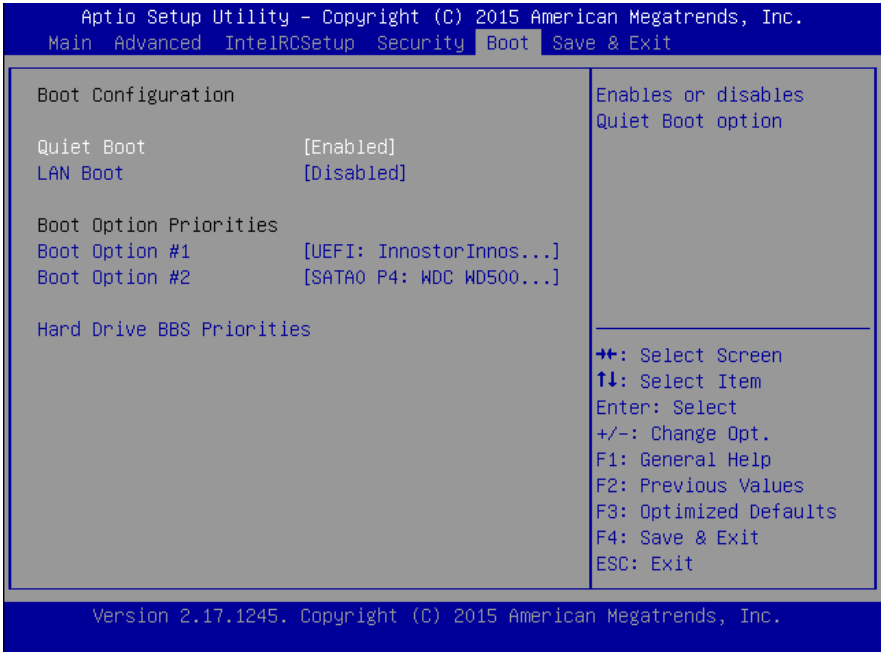 Aptio Setup Utility – Copyright (C) 2015 American Megatrends, Inc.
Main Advanced IntelRCSetup Security Boot Save & Exit
Boot Configuration
Quiet Boot [Enabled]
LAN Boot [Disabled]
Boot Option Priorities
Boot Option #1 [UEFI: InnostorInnos...]
Boot Option #2 [SATA0 P4: WDC WD500...]
Hard Drive BBS Priorities
Enables or disables
Quiet Boot option
→←: Select Screen
↑↓: Select Item
Enter: Select
+/-: Change Opt.
F1: General Help
F2: Previous Values
F3: Optimized Defaults
F4: Save & Exit
ESC: Exit
Version 2.17.1245. Copyright (C) 2015 American Megatrends, Inc.